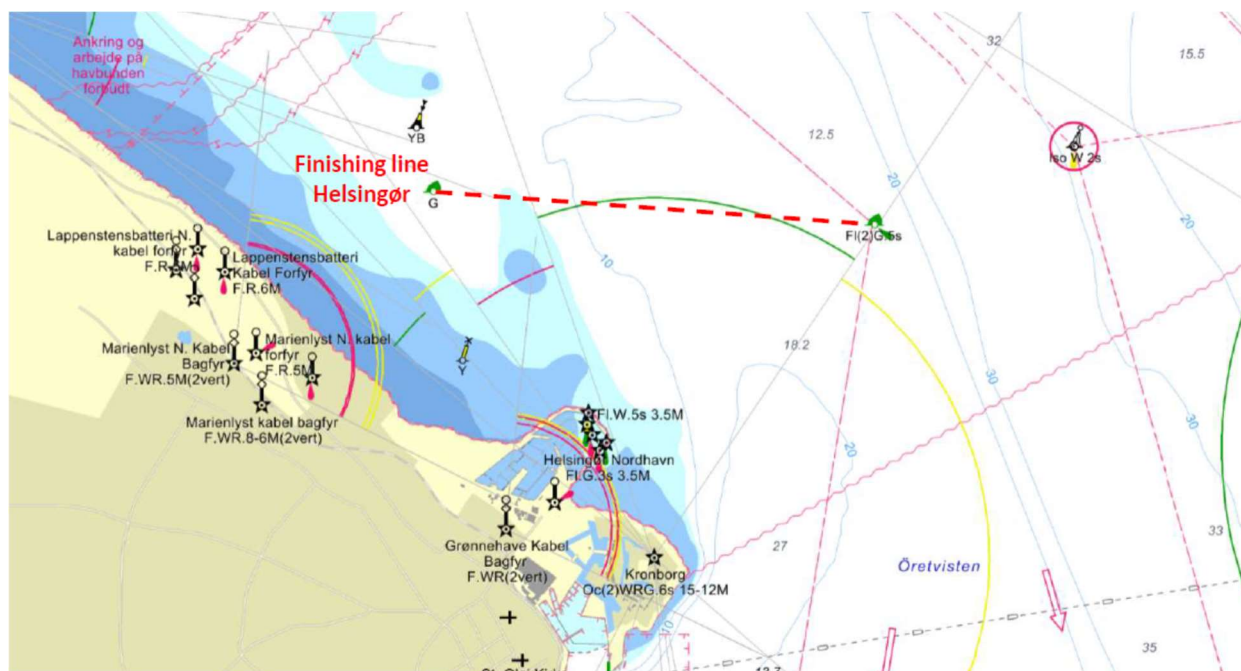 Ankring og
arbejde på
havbunden
forbudt
32
15.5
12.5
YB
Iso W 2s
Finishing line
Helsingør
G
20
20
Fl(2)G.5s
Lappenstensbatteri N.
kabel forfyr
Lappenstensbatteri
Kabel Forfyr
F.R.6M
10
Marienlyst N. Kabel
Bagfyr
F.WR.5M(2vert)
Marienlyst N. kabel
forfyr
F.R.5M
18.2
Y
30
30
Marienlyst kabel bagfyr
F.WR.8-6M(2vert)
Fl.W.5s 3.5M
20
Helsingør Nordhavn
Fl.G.3s 3.5M
33
Grønnehave Kabel
Bagfyr
F.WR(2vert)
27
Öretvisten
Kronborg
Oc(2)WRG.6s 15-12M
10
20
30
35